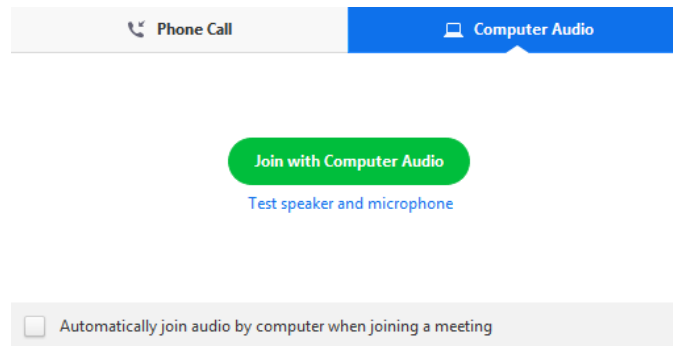 Phone Call
Computer Audio
Join with Computer Audio
Test speaker and microphone
Automatically join audio by computer when joining a meeting